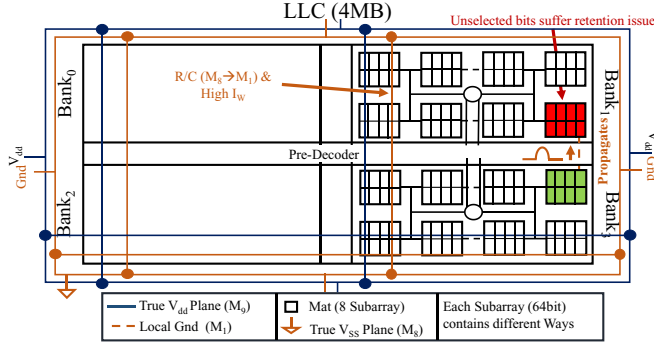 LLC (4MB)
Unselected bits suffer retention issue
R/C (M8→M1) &
High IW
Bank0
Bank1
Vdd
Gnd
Pre-Decoder
Propagates
Vdd
Gnd
Bank2
Bank3
True Vdd Plane (M9)
Local Gnd (M1)
Mat (8 Subarray)
True VSS Plane (M8)
Each Subarray (64bit)
contains different Ways